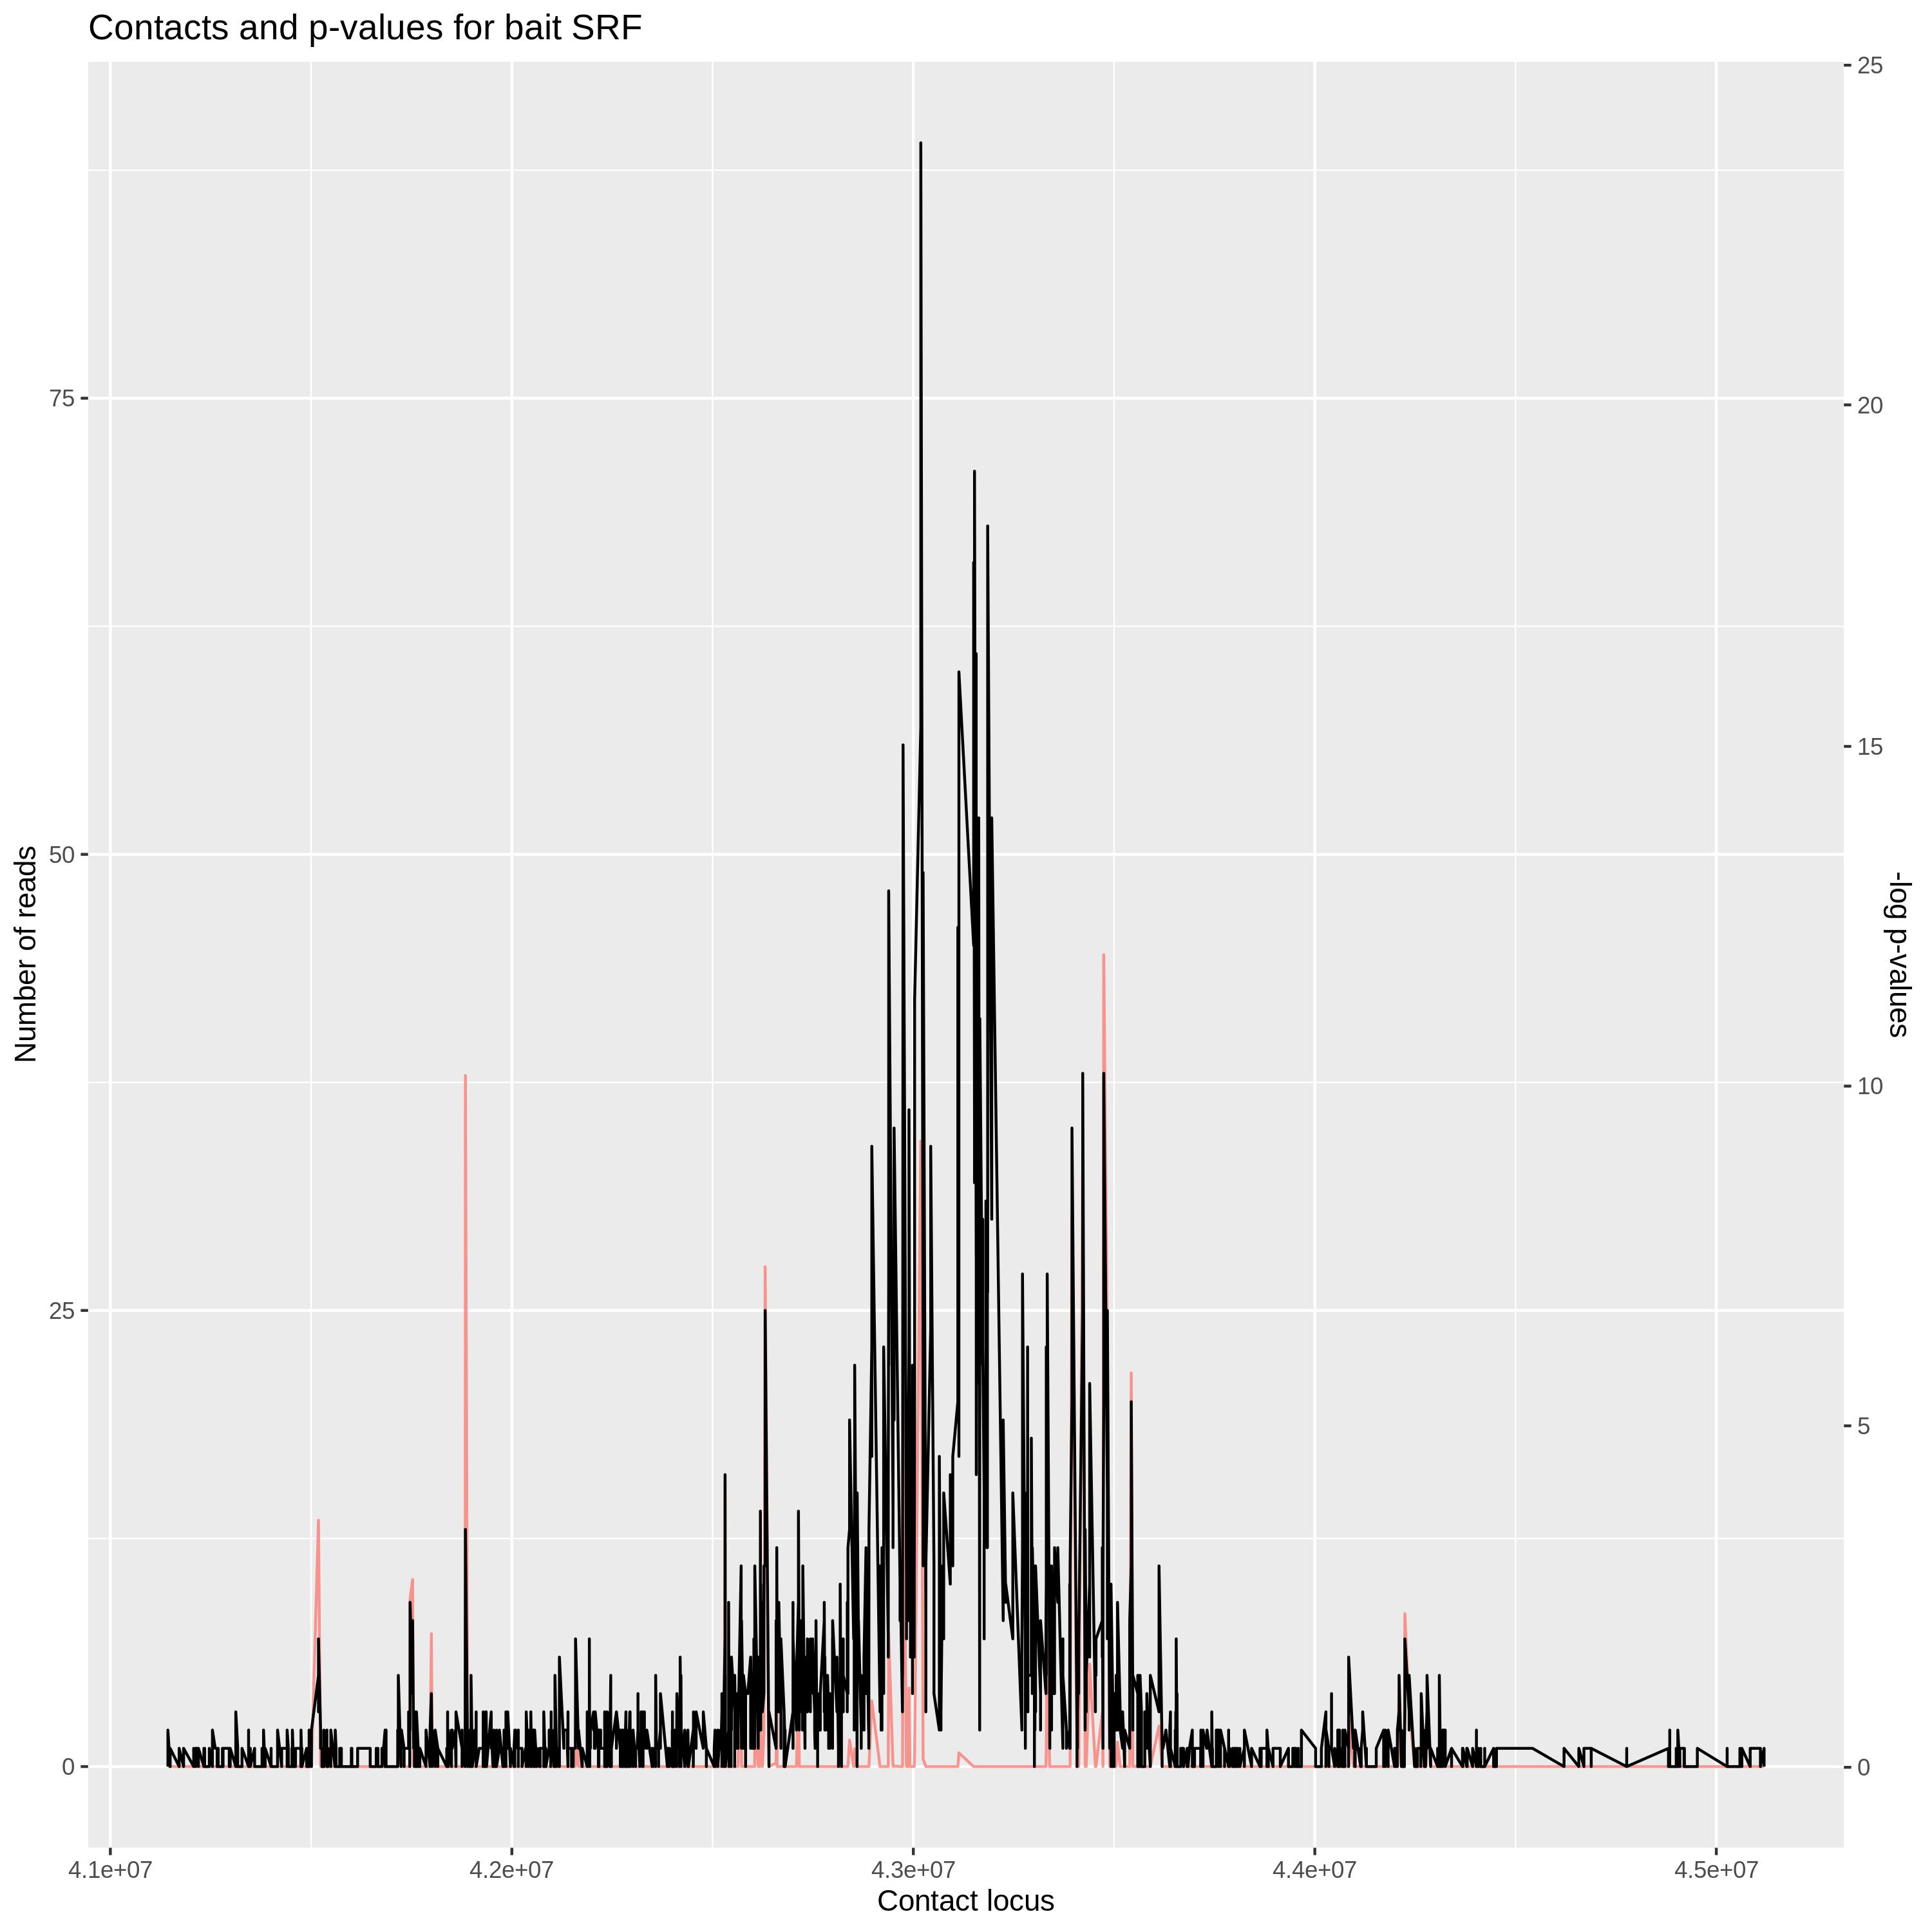 Contacts and p-values for bait SRF
25
75
20
15
50
Number of reads
-log p-values
10
25
5
0
0
4.1e+07
4.2e+07
4.3e+07
4.4e+07
4.5e+07
Contact locus